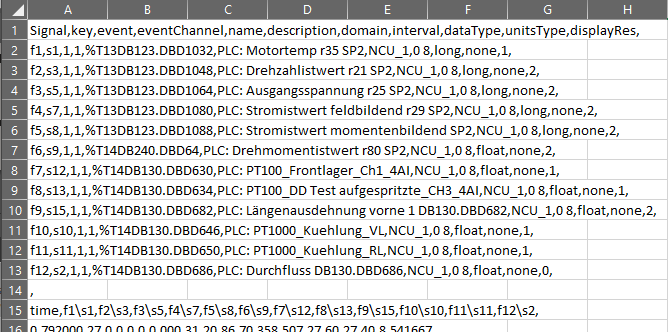 A B C D E F G H
1 Signal,key,event,eventChannel,name,description,domain,interval,dataType,unitsType,displayRes,
2 f1,s1,1,1,%T13DB123.DBD1032,PLC: Motortemp r35 SP2,NCU_1,0 8,long,none,1,
3 f2,s3,1,1,%T13DB123.DBD1048,PLC: Drehzahlistwert r21 SP2,NCU_1,0 8,long,none,2,
4 f3,s5,1,1,%T13DB123.DBD1064,PLC: Ausgangsspannung r25 SP2,NCU_1,0 8,long,none,2,
5 f4,s7,1,1,%T13DB123.DBD1080,PLC: Stromistwert feldbildend r29 SP2,NCU_1,0 8,long,none,2,
6 f5,s8,1,1,%T13DB123.DBD1088,PLC: Stromistwert momentenbildend SP2,NCU_1,0 8,long,none,2,
7 f6,s9,1,1,%T14DB240.DBD64,PLC: Drehmomentistwert r80 SP2,NCU_1,0 8,float,none,2,
8 f7,s12,1,1,%T14DB130.DBD630,PLC: PT100_Frontlager_Ch1_4AI,NCU_1,0 8,float,none,1,
9 f8,s13,1,1,%T14DB130.DBD634,PLC: PT100_DD Test aufgespritzte_CH3_4AI,NCU_1,0 8,float,none,1,
10 f9,s15,1,1,%T14DB130.DBD682,PLC: Längenausdehnung vorne 1 DB130.DBD682,NCU_1,0 8,float,none,2,
11 f10,s10,1,1,%T14DB130.DBD646,PLC: PT1000_Kuehlung_VL,NCU_1,0 8,float,none,1,
12 f11,s11,1,1,%T14DB130.DBD650,PLC: PT1000_Kuehlung_RL,NCU_1,0 8,float,none,1,
13 f12,s2,1,1,%T14DB130.DBD686,PLC: Durchfluss DB130.DBD686,NCU_1,0 8,float,none,0,
14 ,
15 time,f1\s1,f2\s3,f3\s5,f4\s7,f5\s8,f6\s9,f7\s12,f8\s13,f9\s15,f10\s10,f11\s11,f12\s2,
16